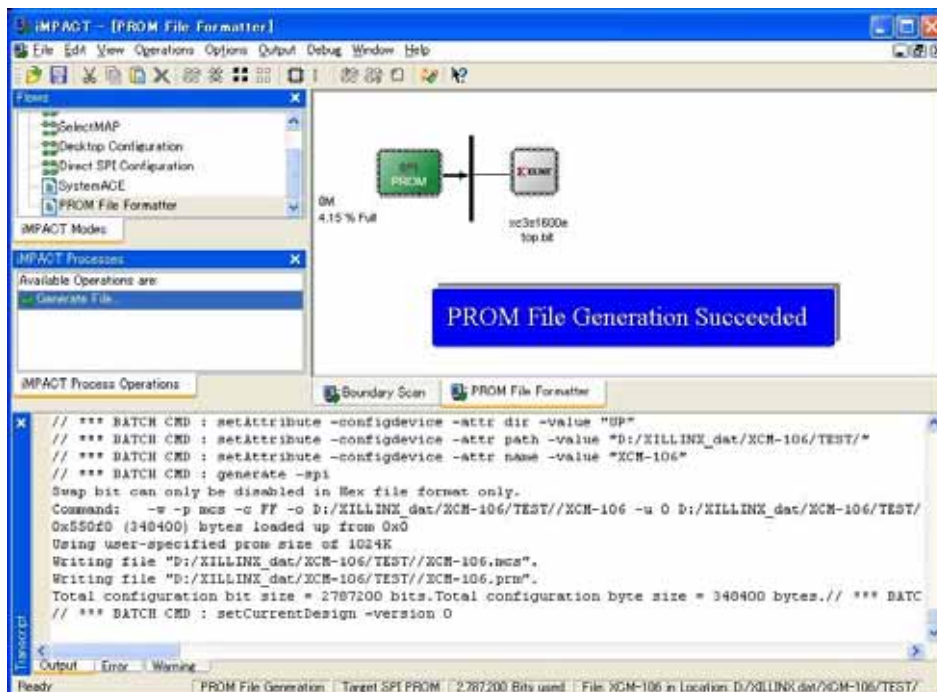 iMPACT - [PROM File Formatter]
File Edit View Operations Options Output Debug Window Help
Flows
SelectMAP
Desktop Configuration
Direct SPI Configuration
SystemACE
PROM File Formatter
iMPACT Modes
iMPACT Processes
Available Operations are:
Generate File...
iMPACT Process Operations
SPI
PROM
4.15 % Full
XILINX
xc3s1600e
top.bit
PROM File Generation Succeeded
Boundary Scan
PROM File Formatter
// *** BATCH CMD : setAttribute -configdevice -attr dir -value "UP"
// *** BATCH CMD : setAttribute -configdevice -attr path -value "D:/XILLINX_dat/XCM-106/TEST/"
// *** BATCH CMD : setAttribute -configdevice -attr name -value "XCM-106"
// *** BATCH CMD : generate -spi
Swap bit can only be disabled in Hex file format only.
Command: -w -p mcs -c FF -o D:/XILLINX_dat/XCM-106/TEST//XCM-106 -u 0 D:/XILLINX_dat/XCM-106/TEST/
0x550f0 (348400) bytes loaded up from 0x0
Using user-specified prom size of 1024K
Writing file "D:/XILLINX_dat/XCM-106/TEST//XCM-106.mcs".
Writing file "D:/XILLINX_dat/XCM-106/TEST//XCM-106.prm".
Total configuration bit size = 2787200 bits.Total configuration byte size = 348400 bytes.// *** BATC
// *** BATCH CMD : setCurrentDesign -version 0
Transcript
Output Error Warning
Ready
PROM File Generation
Target SPI PROM
2,787,200 Bits used
File: XCM-106 in Location: D:/XILLINX_dat/XCM-106/TEST/